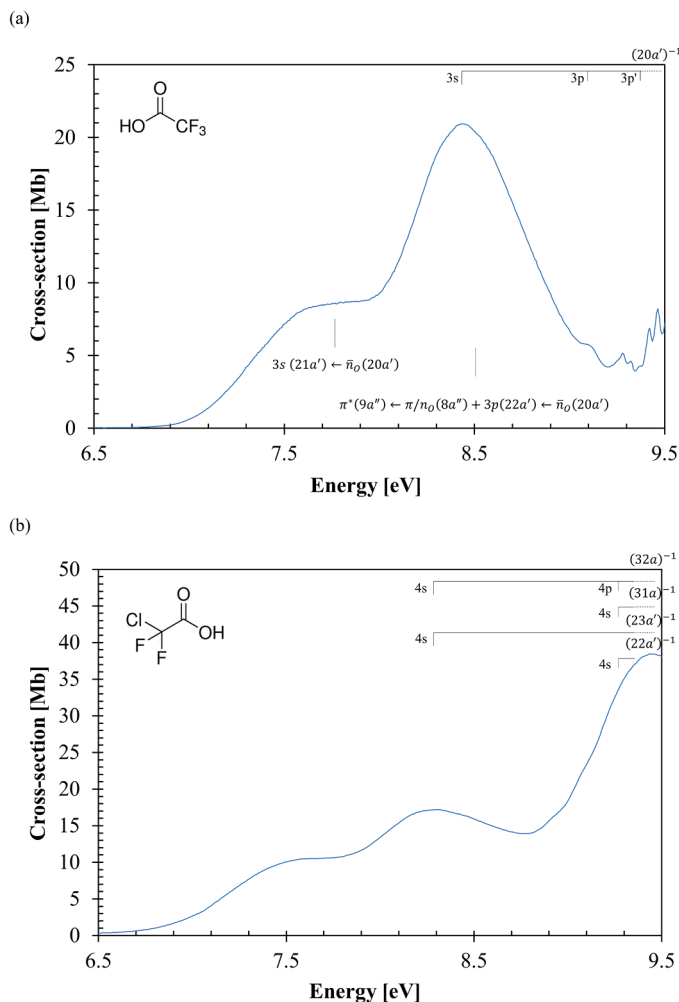 (a)
(20a′)⁻¹
3s 3p 3p'
25
20
15
10
5
0
Cross-section [Mb]
O
HO CF₃
3s (21a′) ← n̄_O(20a′)
π*(9a″) ← π/n_O(8a″) + 3p(22a′) ← n̄_O(20a′)
6.5 7.5 8.5 9.5
Energy [eV]
(b)
(32a)⁻¹
4s 4p (31a)⁻¹
4s (23a′)⁻¹
4s (22a′)⁻¹
4s
50
45
40
35
30
25
20
15
10
5
0
Cross-section [Mb]
O
Cl
OH
F
F
6.5 7.5 8.5 9.5
Energy [eV]